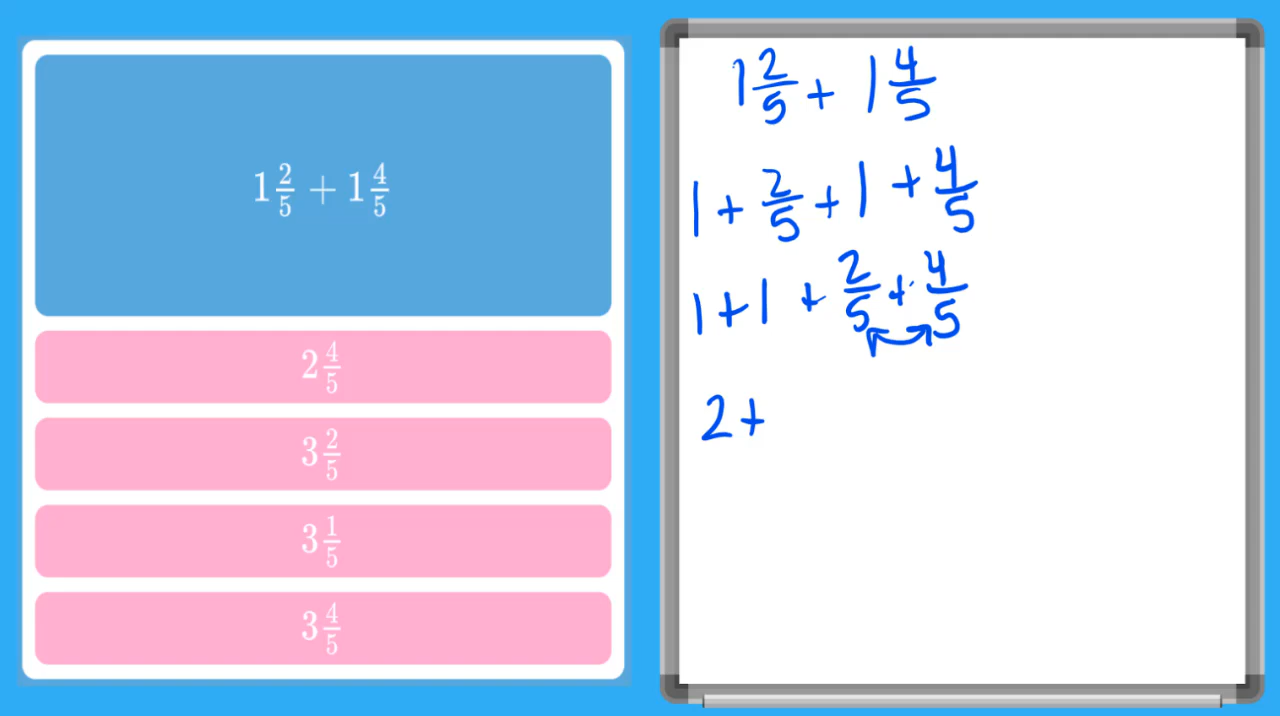 1 2/5 + 1 4/5
2 4/5
3 2/5
3 1/5
3 4/5
1 2/5 + 1 4/5
1 + 2/5 + 1 + 4/5
1 + 1 + 2/5 + 4/5
2 +